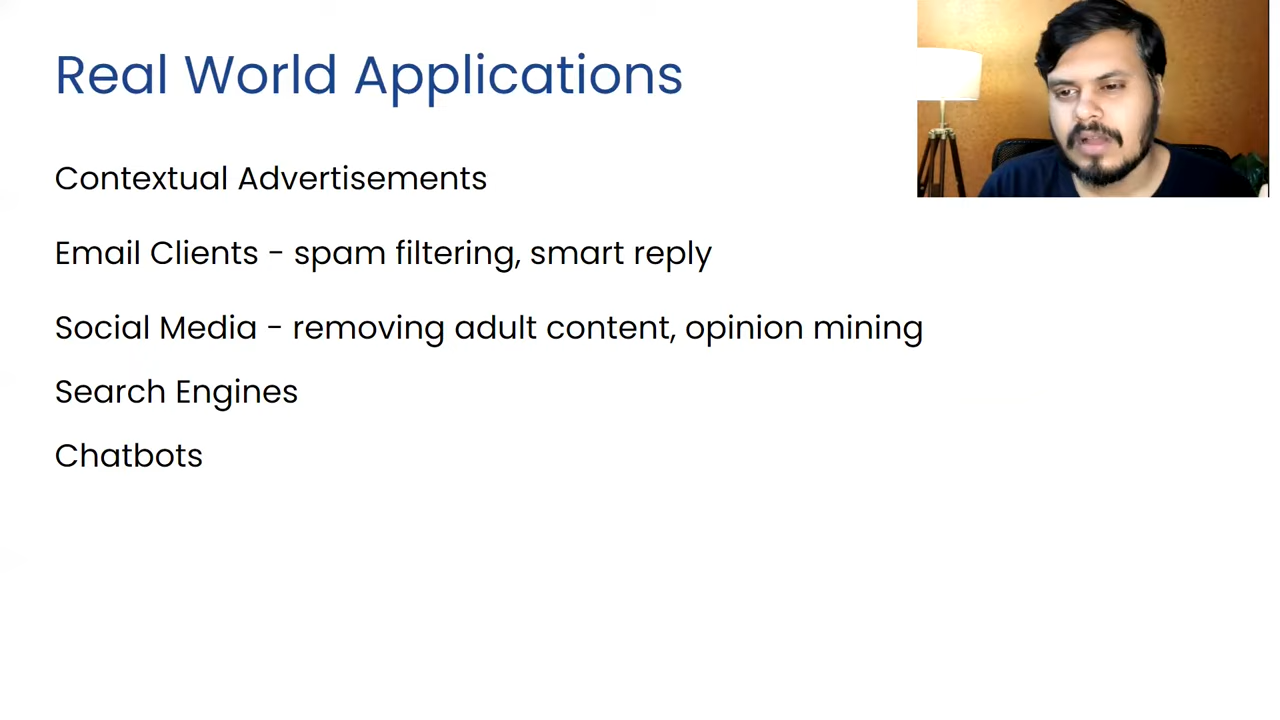 Real World Applications
Contextual Advertisements
Email Clients - spam filtering, smart reply
Social Media - removing adult content, opinion mining
Search Engines
Chatbots